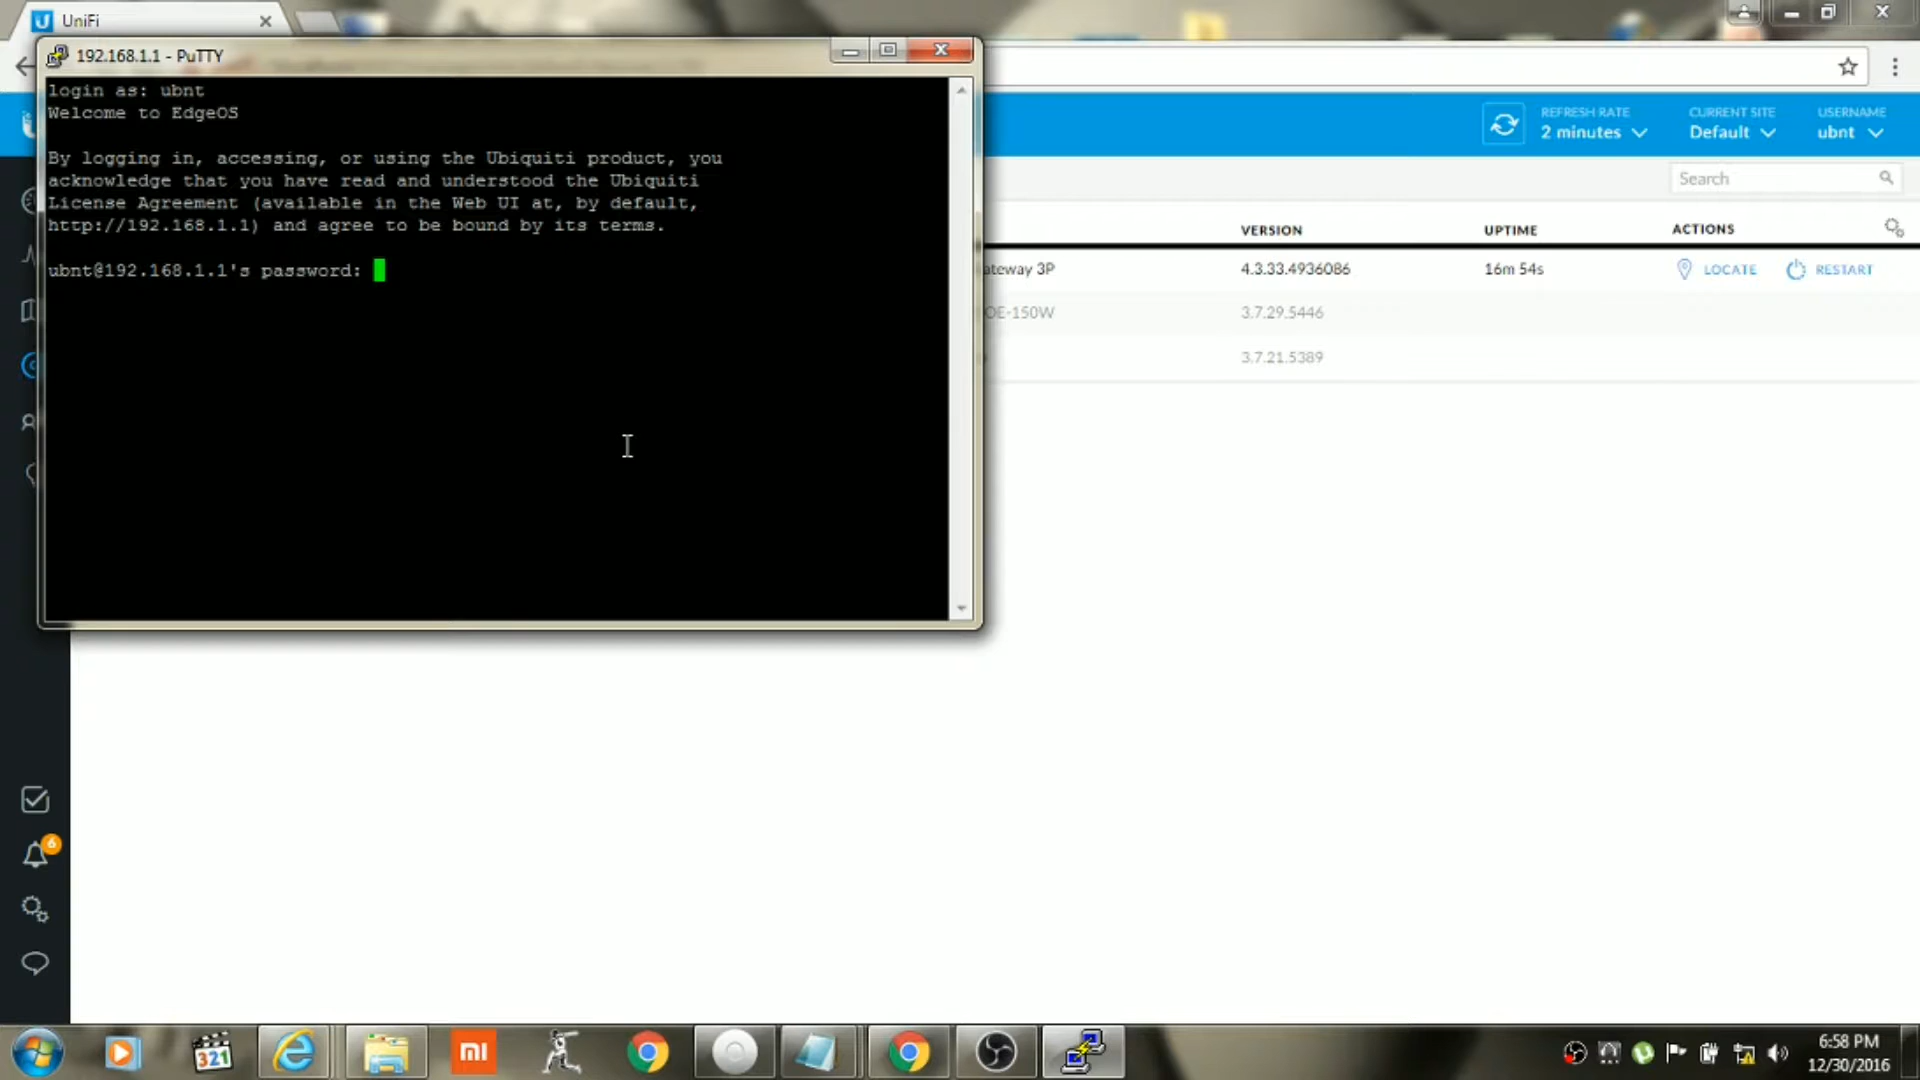 UniFi
192.168.1.1 - PuTTY
login as: ubnt
Welcome to EdgeOS
By logging in, accessing, or using the Ubiquiti product, you
acknowledge that you have read and understood the Ubiquiti
License Agreement (available in the Web UI at, by default,
http://192.168.1.1) and agree to be bound by its terms.
ubnt@192.168.1.1's password:
REFRESH RATE
2 minutes
CURRENT SITE
Default
USERNAME
ubnt
Search
VERSION UPTIME ACTIONS
ateway 3P 4.3.33.4936086 16m 54s LOCATE RESTART
OE-150W 3.7.29.5446
3.7.21.5389
6
321
mi
6:58 PM
12/30/2016